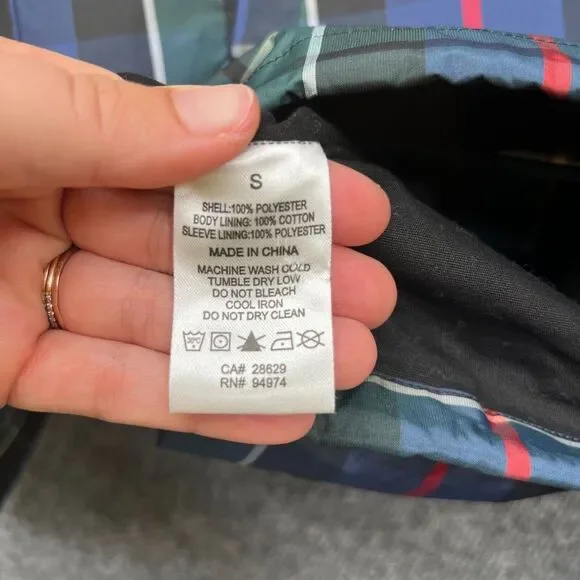 S
SHELL:100% POLYESTER
BODY LINING: 100% COTTON
SLEEVE LINING:100% POLYESTER
MADE IN CHINA
MACHINE WASH COLD
TUMBLE DRY LOW
DO NOT BLEACH
COOL IRON
DO NOT DRY CLEAN
30°C
CA# 28629
RN# 94974